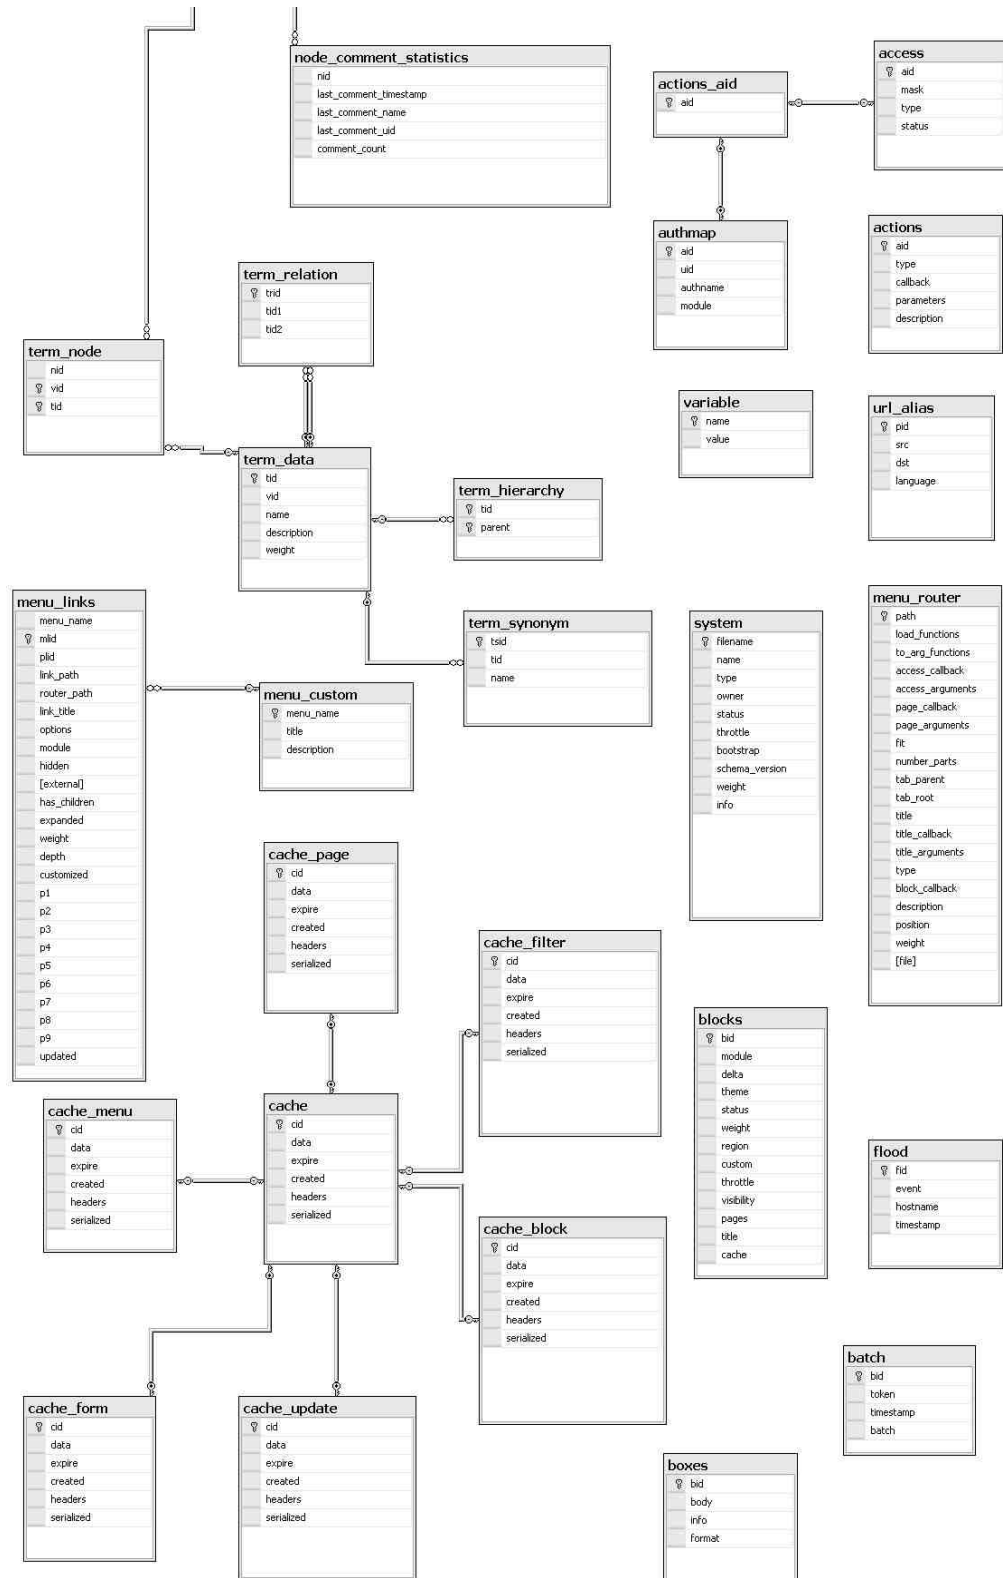 node_comment_statistics
nid
last_comment_timestamp
last_comment_name
last_comment_uid
comment_count
actions_aid
aid
access
aid
mask
type
status
authmap
aid
uid
authname
module
actions
aid
type
callback
parameters
description
term_relation
trid
tid1
tid2
term_node
nid
vid
tid
variable
name
value
url_alias
pid
src
dst
language
term_data
tid
vid
name
description
weight
term_hierarchy
tid
parent
menu_links
menu_name
mlid
plid
link_path
router_path
link_title
options
module
hidden
[external]
has_children
expanded
weight
depth
customized
p1
p2
p3
p4
p5
p6
p7
p8
p9
updated
term_synonym
tsid
tid
name
menu_custom
menu_name
title
description
system
filename
name
type
owner
status
throttle
bootstrap
schema_version
weight
info
menu_router
path
load_functions
to_arg_functions
access_callback
access_arguments
page_callback
page_arguments
fit
number_parts
tab_parent
tab_root
title
title_callback
title_arguments
type
block_callback
description
position
weight
[file]
cache_page
cid
data
expire
created
headers
serialized
cache_filter
cid
data
expire
created
headers
serialized
blocks
bid
module
delta
theme
status
weight
region
custom
throttle
visibility
pages
title
cache
cache_menu
cid
data
expire
created
headers
serialized
cache
cid
data
expire
created
headers
serialized
flood
fid
event
hostname
timestamp
cache_block
cid
data
expire
created
headers
serialized
batch
bid
token
timestamp
batch
cache_form
cid
data
expire
created
headers
serialized
cache_update
cid
data
expire
created
headers
serialized
boxes
bid
body
info
format